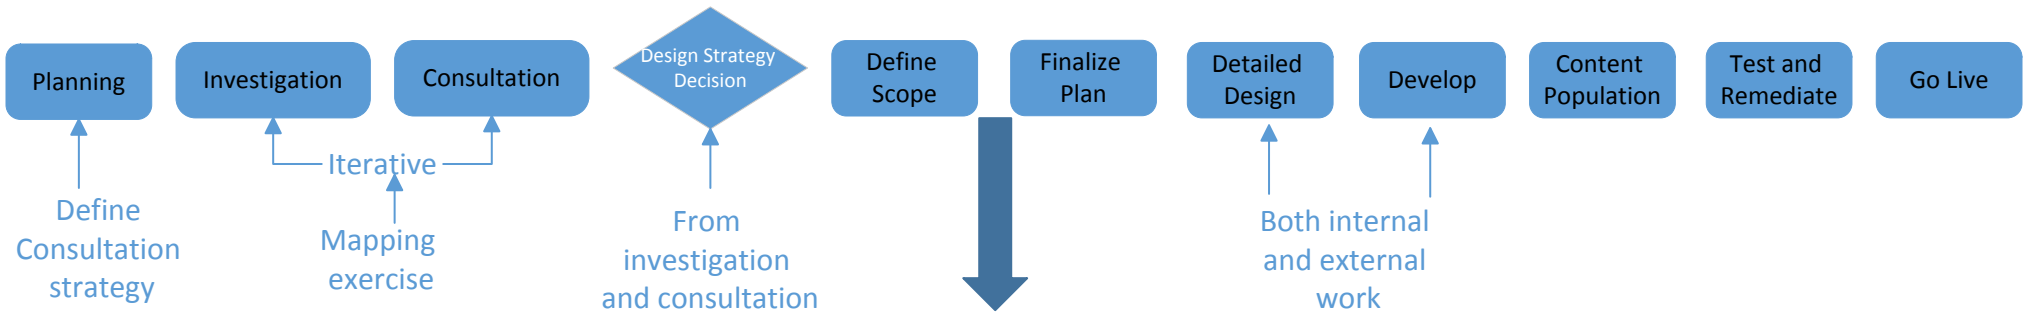 Planning
Investigation
Consultation
Design Strategy
Decision
Define
Scope
Finalize
Plan
Detailed
Design
Develop
Content
Population
Test and
Remediate
Go Live
Iterative
Define
Consultation
strategy
Mapping
exercise
From
investigation
and consultation
Both internal
and external
work